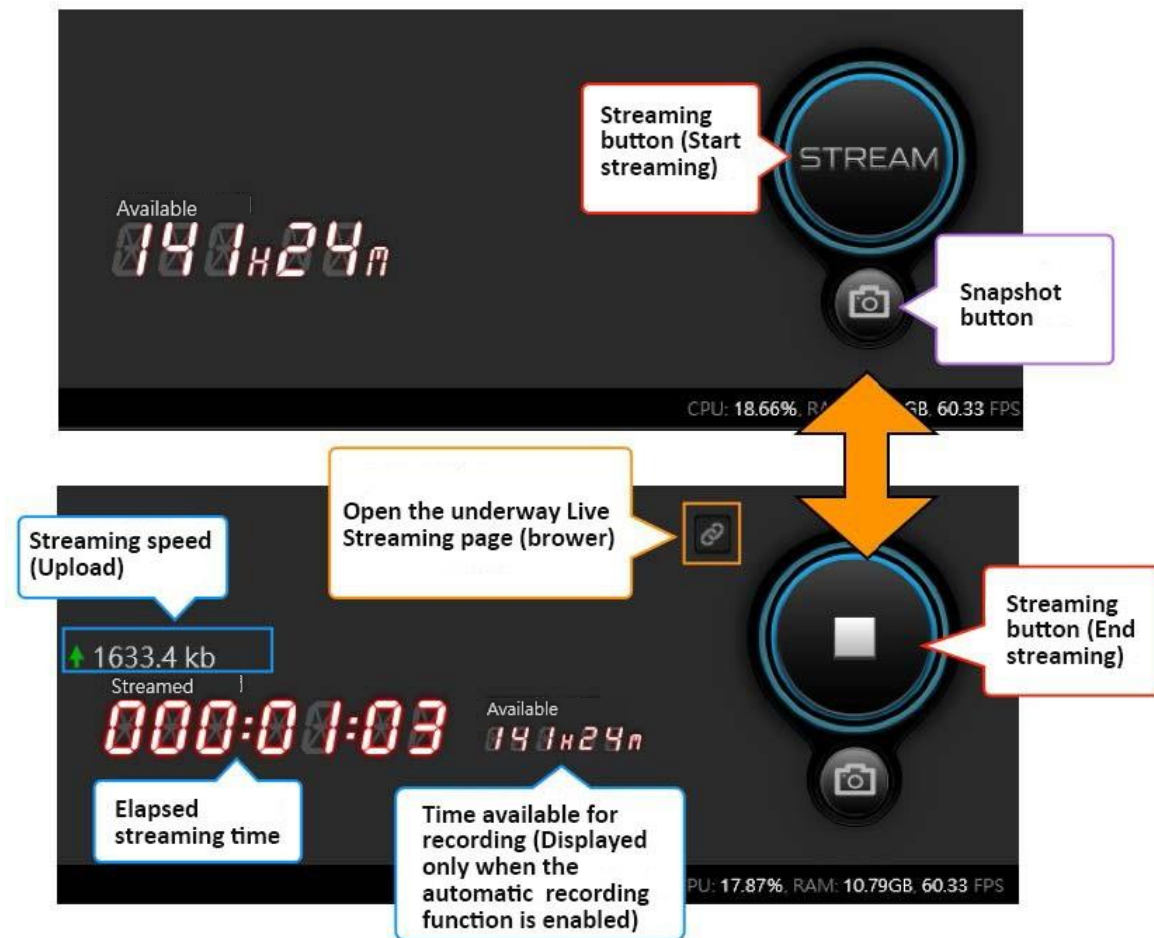 Streaming
button (Start
streaming)
STREAM
Available
141H24m
Snapshot
button
CPU: 18.66%, RA GB, 60.33 FPS
Open the underway Live
Streaming page (brower)
Streaming speed
(Upload)
1633.4 kb
Streamed
000:01:03
Available
141H24m
Streaming
button (End
streaming)
Elapsed
streaming time
Time available for
recording (Displayed
only when the
automatic recording
function is enabled)
PU: 17.87%, RAM: 10.79GB, 60.33 FPS